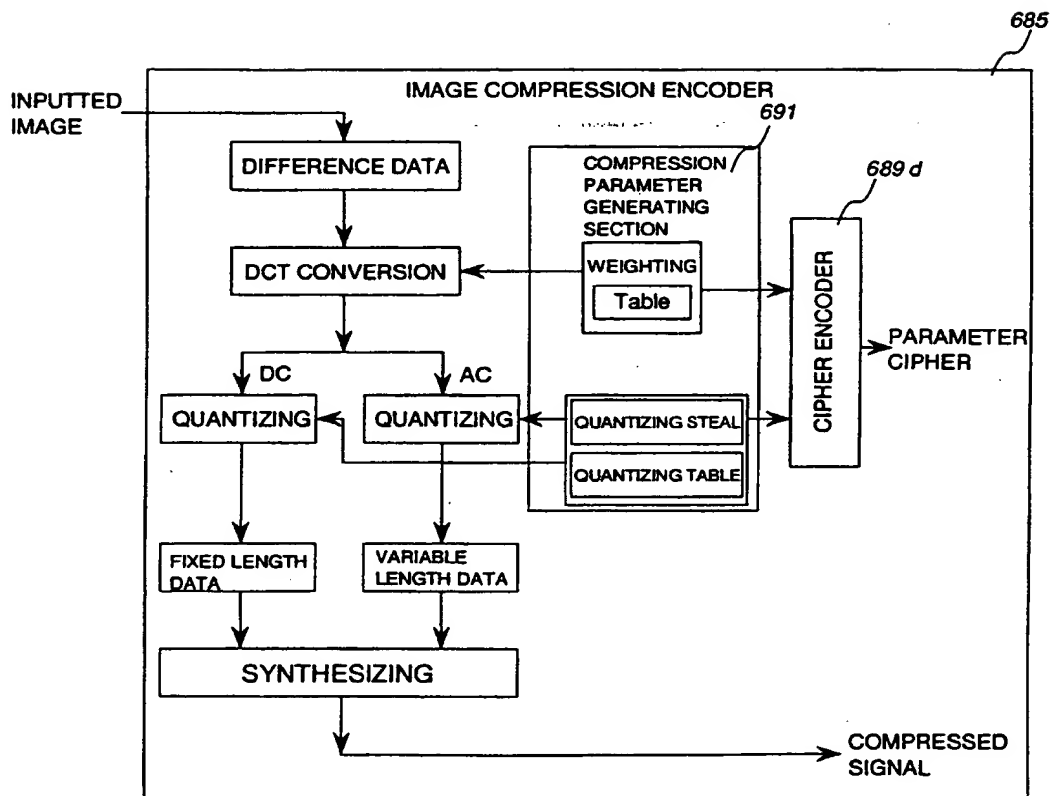 685
IMAGE COMPRESSION ENCODER
INPUTTED
IMAGE
691
DIFFERENCE DATA
COMPRESSION
PARAMETER
GENERATING
SECTION
689 d
DCT CONVERSION
WEIGHTING
Table
CIPHER ENCODER
PARAMETER
CIPHER
DC
AC
QUANTIZING
QUANTIZING
QUANTIZING STEAL
QUANTIZING TABLE
FIXED LENGTH
DATA
VARIABLE
LENGTH DATA
SYNTHESIZING
COMPRESSED
SIGNAL